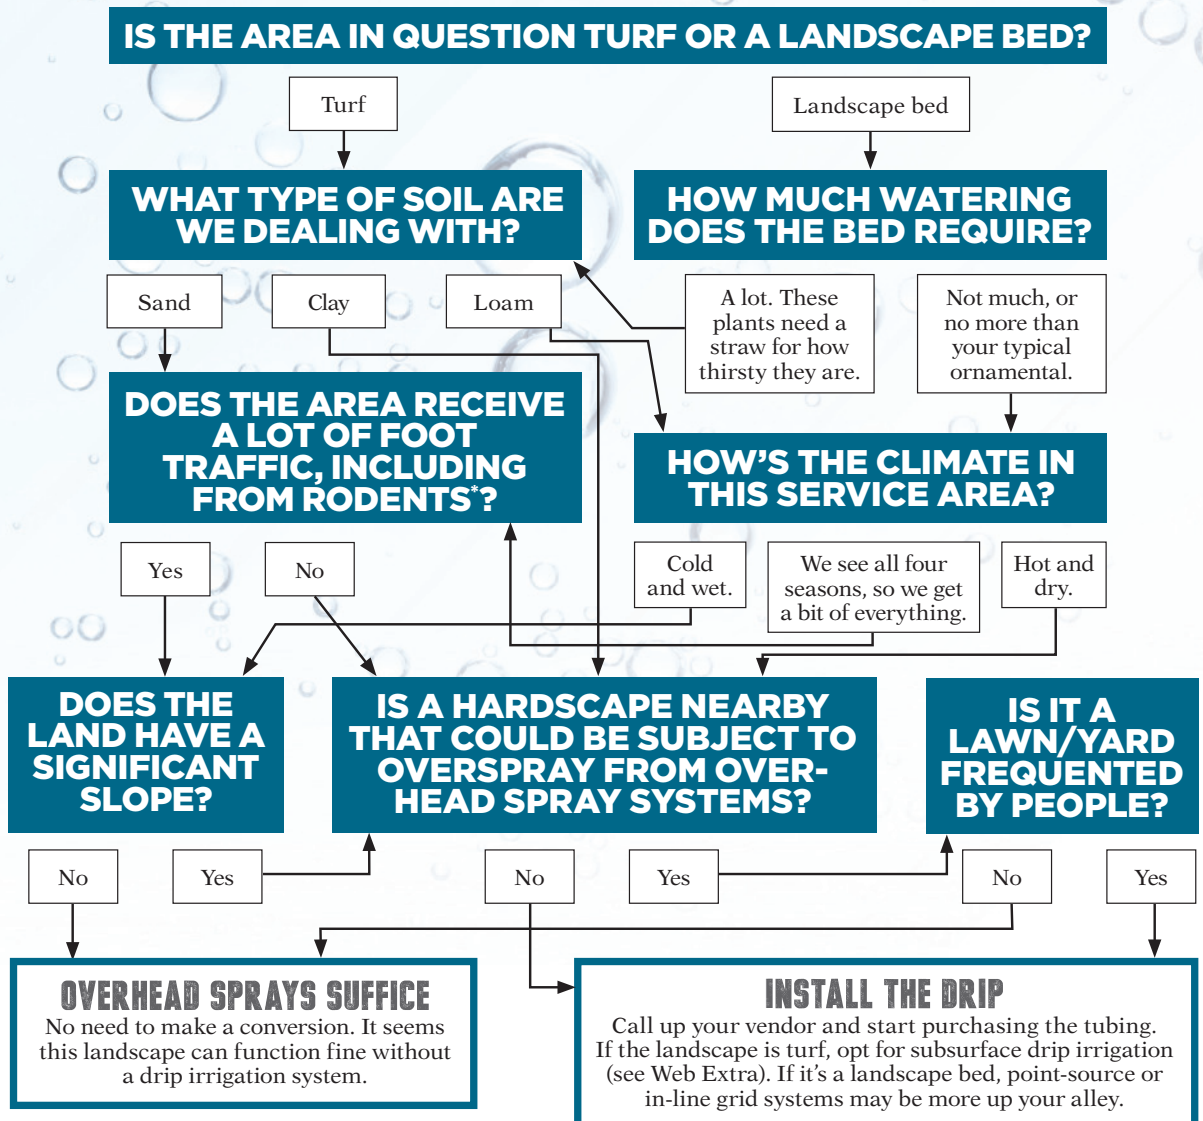 IS THE AREA IN QUESTION TURF OR A LANDSCAPE BED?
Turf
Landscape bed
WHAT TYPE OF SOIL ARE
WE DEALING WITH?
HOW MUCH WATERING
DOES THE BED REQUIRE?
Sand
Clay
Loam
A lot. These
plants need a
straw for how
thirsty they are.
Not much, or
no more than
your typical
ornamental.
DOES THE AREA RECEIVE
A LOT OF FOOT
TRAFFIC, INCLUDING
FROM RODENTS*?
HOW'S THE CLIMATE IN
THIS SERVICE AREA?
Yes
No
Cold
and wet.
We see all four
seasons, so we get
a bit of everything.
Hot and
dry.
DOES THE
LAND HAVE A
SIGNIFICANT
SLOPE?
IS A HARDSCAPE NEARBY
THAT COULD BE SUBJECT TO
OVERSPRAY FROM OVER-
HEAD SPRAY SYSTEMS?
IS IT A
LAWN/YARD
FREQUENTED
BY PEOPLE?
No
Yes
No
Yes
No
Yes
OVERHEAD SPRAYS SUFFICE
No need to make a conversion. It seems
this landscape can function fine without
a drip irrigation system.
INSTALL THE DRIP
Call up your vendor and start purchasing the tubing.
If the landscape is turf, opt for subsurface drip irrigation
(see Web Extra). If it's a landscape bed, point-source or
in-line grid systems may be more up your alley.